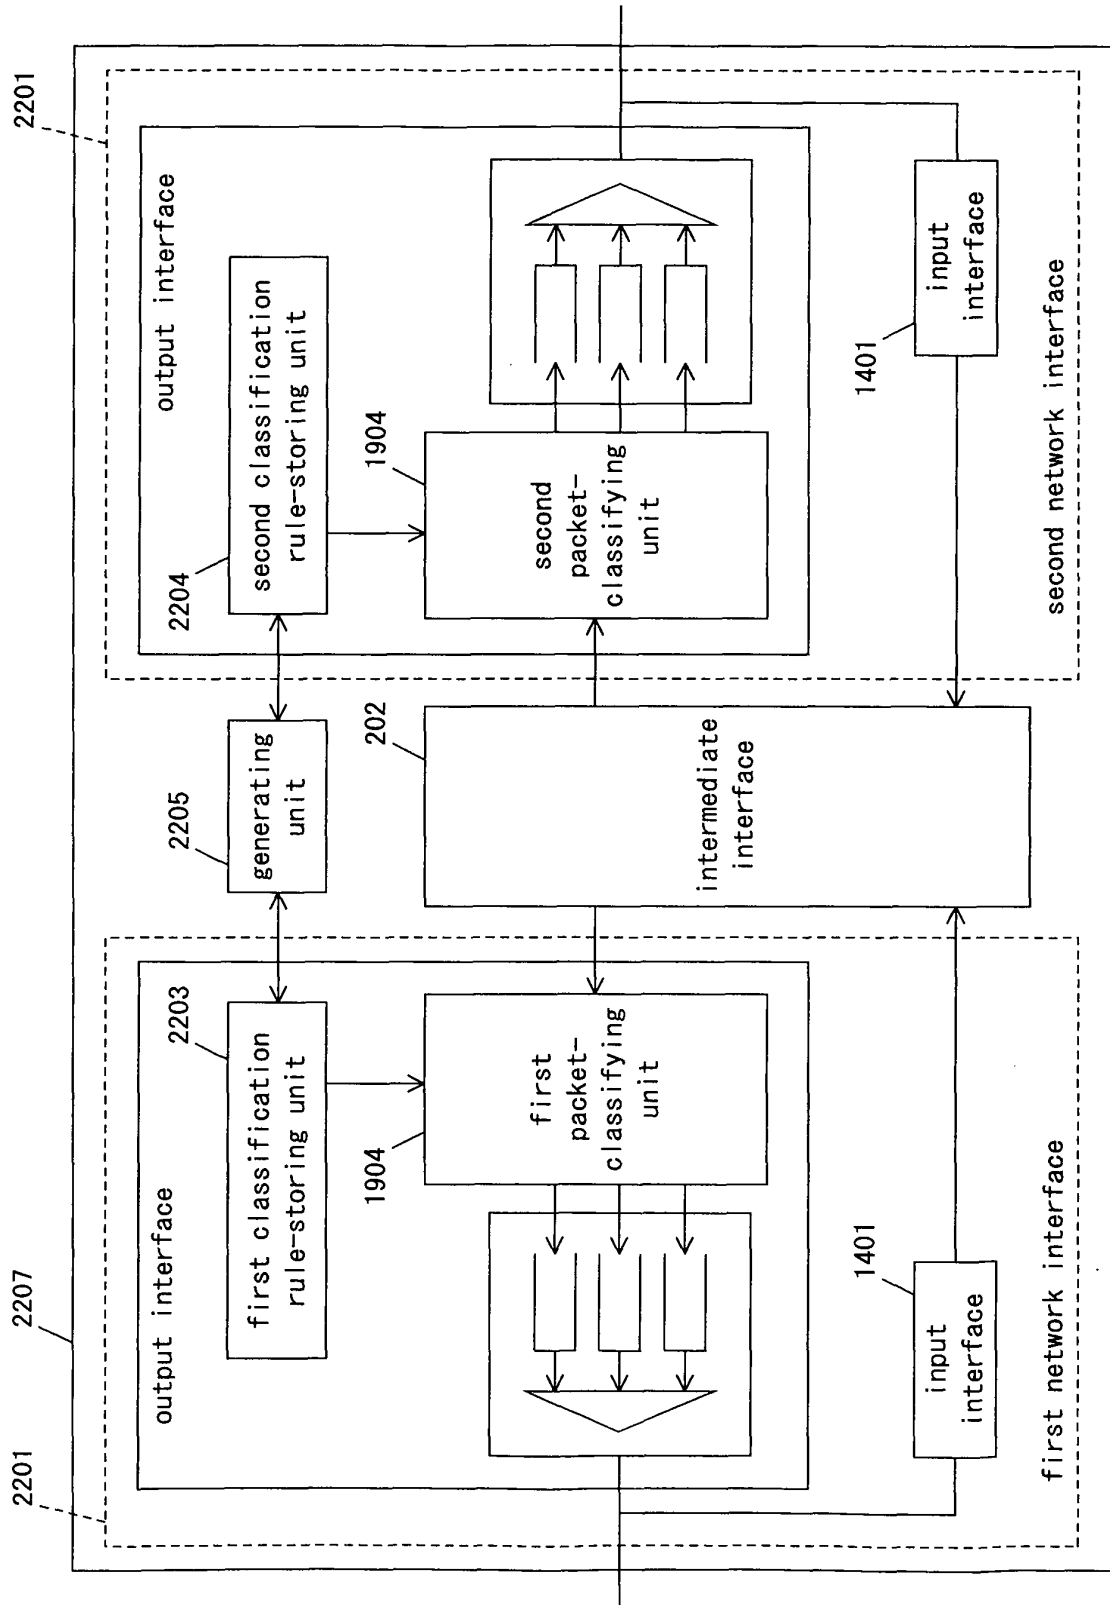 2207
2201
2201
output interface
output interface
2203
2205
2204
first classification
rule-storing unit
generating
unit
second classification
rule-storing unit
1904
202
1904
first
packet-
classifying
unit
intermediate
interface
second
packet-
classifying
unit
1401
1401
input
interface
input
interface
first network interface
second network interface